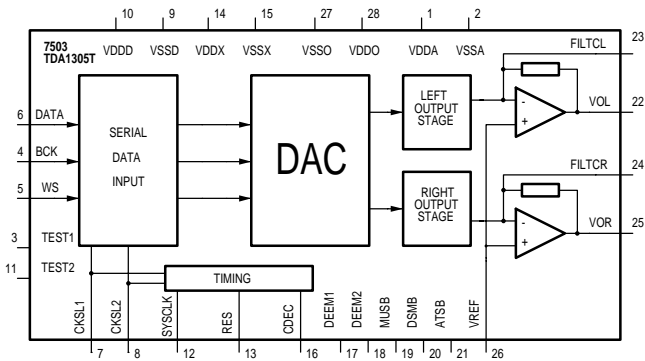 10 9 14 15 27 28 1 2
7503
TDA1305T
VDDD VSSD VDDX VSSX VSSO VDDO VDDA VSSA
FILTCL 23
6 DATA
4 BCK
5 WS
3 TEST1
11 TEST2
SERIAL
DATA
INPUT
DAC
LEFT
OUTPUT
STAGE
RIGHT
OUTPUT
STAGE
-
+
VOL 22
FILTCR 24
-
+
VOR 25
TIMING
CKSL1 CKSL2 SYSCLK RES CDEC DEEM1 DEEM2 MUSB DSMB ATSB VREF
7 8 12 13 16 17 18 19 20 21 26